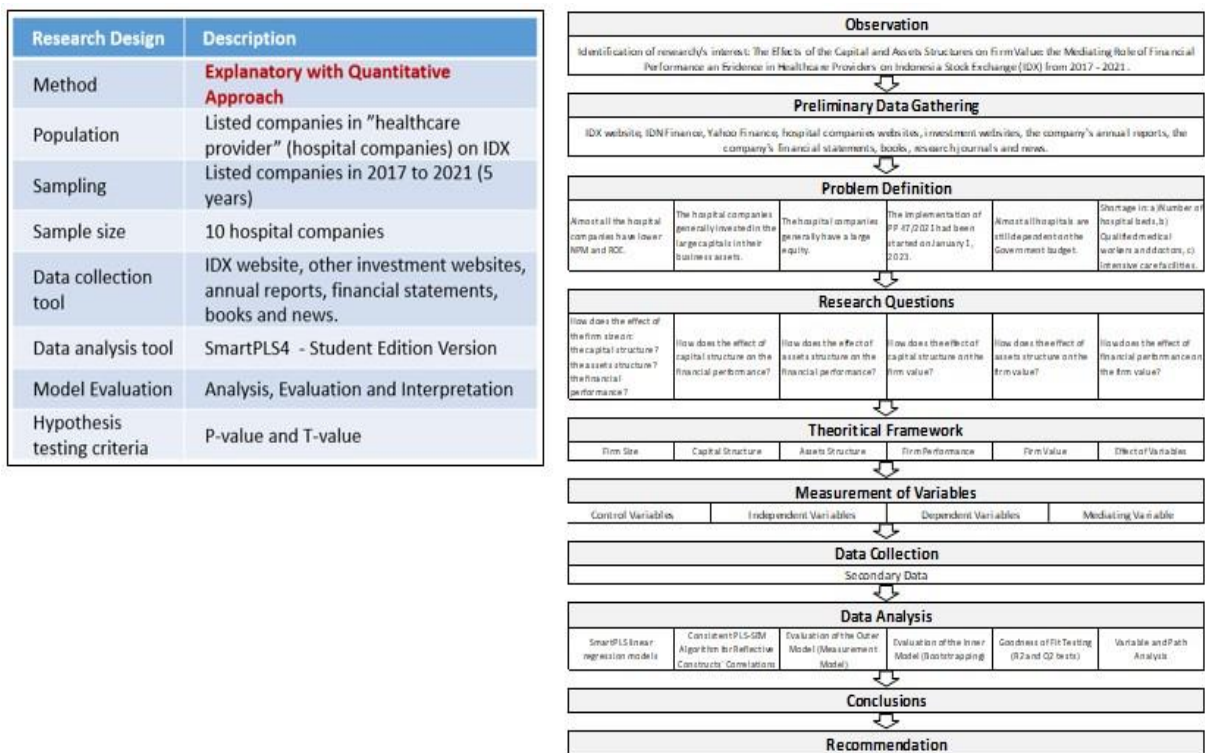 Research Design Description
Method Explanatory with Quantitative
Approach
Population Listed companies in "healthcare
provider" (hospital companies) on IDX
Sampling Listed companies in 2017 to 2021 (5
years)
Sample size 10 hospital companies
Data collection
tool
IDX website, other investment websites,
annual reports, financial statements,
books and news.
Data analysis tool SmartPLS4 - Student Edition Version
Model Evaluation Analysis, Evaluation and Interpretation
Hypothesis
testing criteria
P-value and T-value
Observation
Identification of research's interest: The Effects of the Capital and Assets Structures on Firm Value: the Mediating Role of Financial
Performance an Evidence in Healthcare Providers on Indonesia Stock Exchange (IDX) from 2017 - 2021.
Preliminary Data Gathering
IDX website, IDN Finance, Yahoo Finance, hospital companies websites, investment websites, the company's annual reports, the
company's financial statements, books, research journals and news.
Problem Definition
Almost all the hospital
companies have lower
NPM and ROE.
The hospital companies
generally invested in the
large capitals in their
business assets.
The hospital companies
generally have a large
equity.
The implementation of
PP 47/2021 had been
started on January 1,
2023.
Almost all hospitals are
still dependent on the
Government budget.
Shortage in: a) Number of
hospital beds, b)
Qualified medical
workers and doctors, c)
intensive care facilities.
Research Questions
How does the effect of
the firm size on:
the capital structure?
the assets structure?
the financial
performance?
How does the effect of
capital structure on the
financial performance?
How does the effect of
assets structure on the
financial performance?
How does the effect of
capital structure on the
firm value?
How does the effect of
assets structure on the
firm value?
How does the effect of
financial performance on
the firm value?
Theoritical Framework
Firm Size Capital Structure Assets Structure Firm Performance Firm Value Effect of Variables
Measurement of Variables
Control Variables Independent Variables Dependent Variables Mediating Variable
Data Collection
Secondary Data
Data Analysis
SmartPLS linear
regression models
Consistent PLS-SEM
Algorithm for Reflective
Constructs' Correlations
Evaluation of the Outer
Model (Measurement
Model)
Evaluation of the Inner
Model (Bootstrapping)
Goodness of Fit Testing
(R2 and Q2 tests)
Variable and Path
Analysis
Conclusions
Recommendation